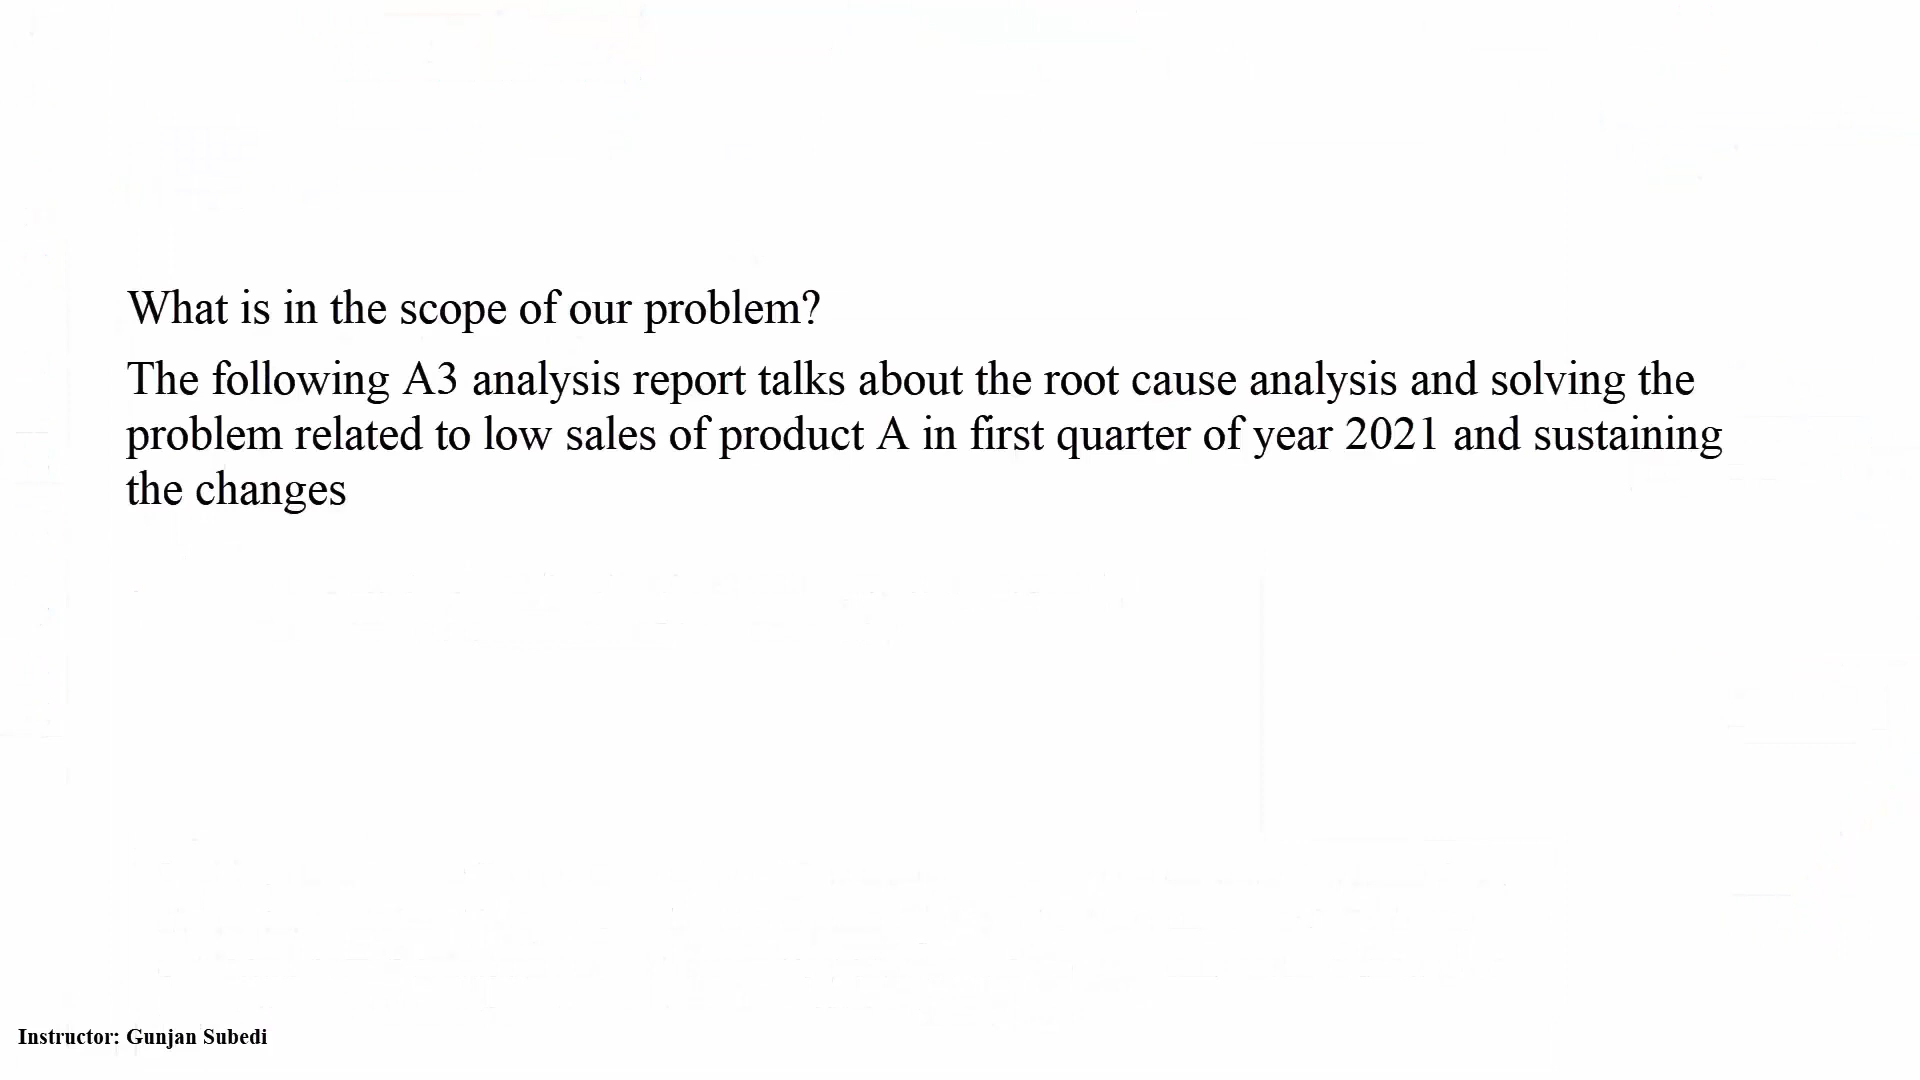 What is in the scope of our problem?
The following A3 analysis report talks about the root cause analysis and solving the
problem related to low sales of product A in first quarter of year 2021 and sustaining
the changes
Instructor: Gunjan Subedi